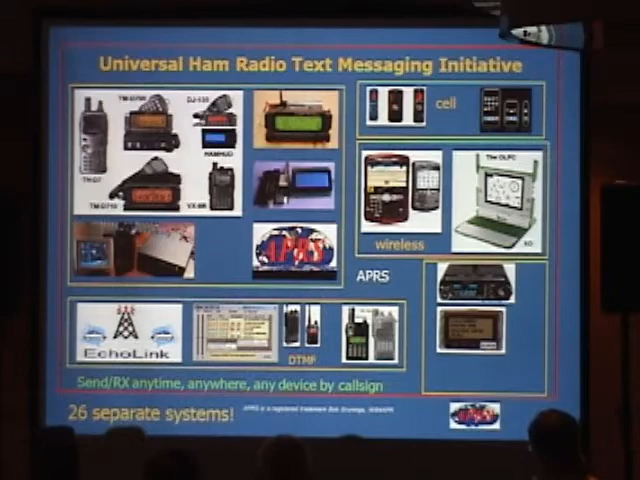 Universal Ham Radio Text Messaging Initiative
TM-D700
cell
TH-D7
HAMHUD
The OLPC
TM-D710
VX-8R
wireless
XO
APRS
APRS
EchoLink
DTMF
Send/RX anytime, anywhere, any device by callsign
26 separate systems!
APRS is a registered trademark Bob Bruninga, WB4APR
APRS